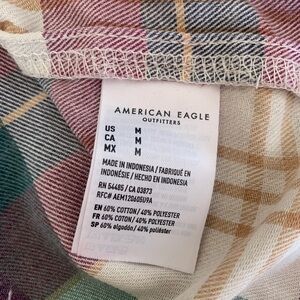 AMERICAN EAGLE
OUTFITTERS
US M
CA M
MX M
MADE IN INDONESIA / FABRIQUÉ EN
INDONÉSIE / HECHO EN INDONESIA
RN 54485 / CA 03873
RFC# AEM120605U9A
EN 60% COTTON / 40% POLYESTER
FR 60% COTON / 40% POLYESTER
SP 60% algodón / 40% poliéster